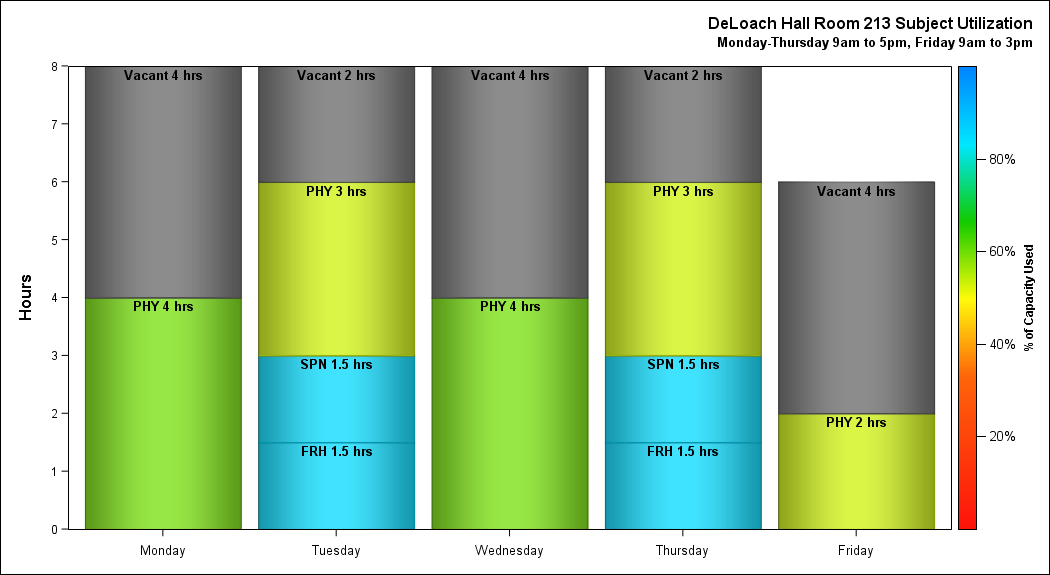 DeLoach Hall Room 213 Subject Utilization
Monday-Thursday 9am to 5pm, Friday 9am to 3pm
Hours
8
7
6
5
4
3
2
1
0
Vacant 4 hrs
PHY 4 hrs
Vacant 2 hrs
PHY 3 hrs
SPN 1.5 hrs
FRH 1.5 hrs
Vacant 4 hrs
PHY 4 hrs
Vacant 2 hrs
PHY 3 hrs
SPN 1.5 hrs
FRH 1.5 hrs
Vacant 4 hrs
PHY 2 hrs
Monday
Tuesday
Wednesday
Thursday
Friday
80%
60%
40%
20%
% of Capacity Used